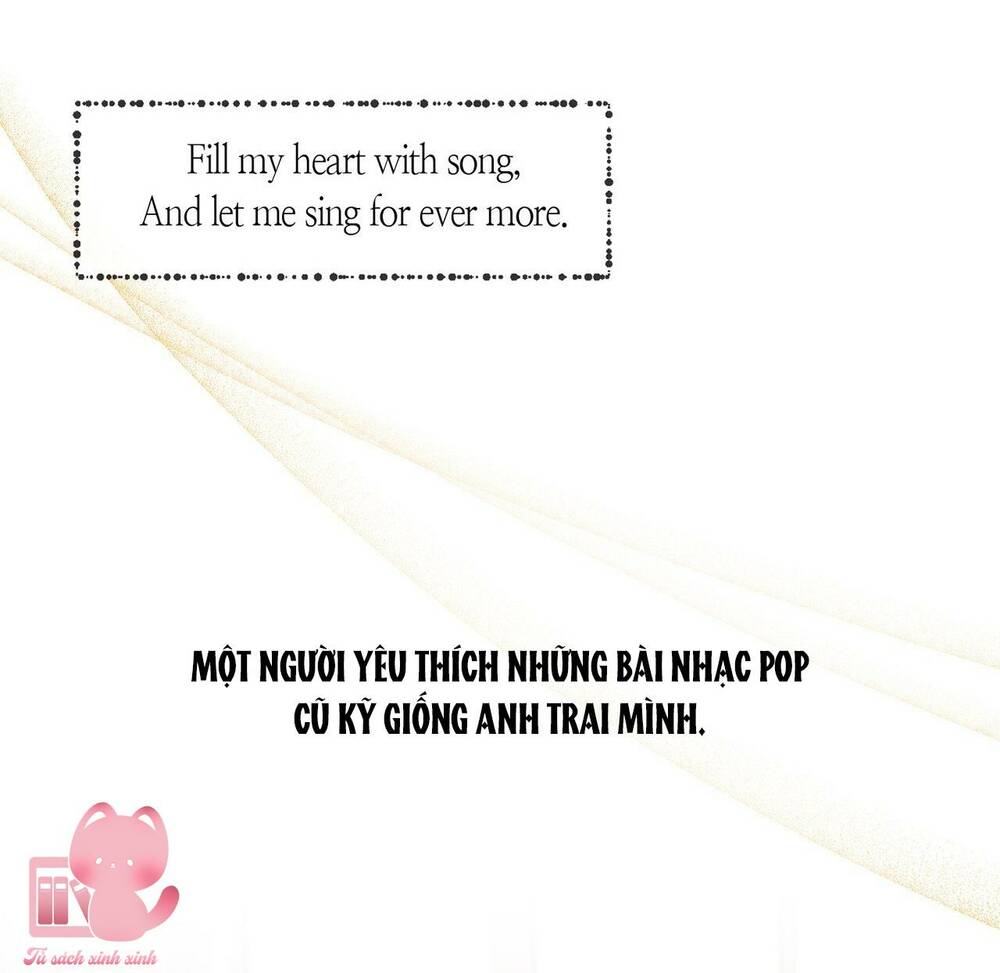 Fill my heart with song,
And let me sing for ever more.
MỘT NGƯỜI YÊU THÍCH NHỮNG BÀI NHẠC POP
CŨ KỸ GIỐNG ANH TRAI MÌNH.
Tủ sách xinh xinh